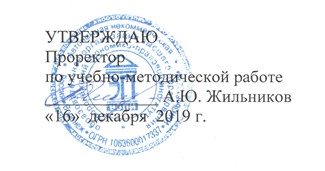 УТВЕРЖДАЮ
Проректор
по учебно-методической работе
А.Ю. Жильников
«16» декабря 2019 г.